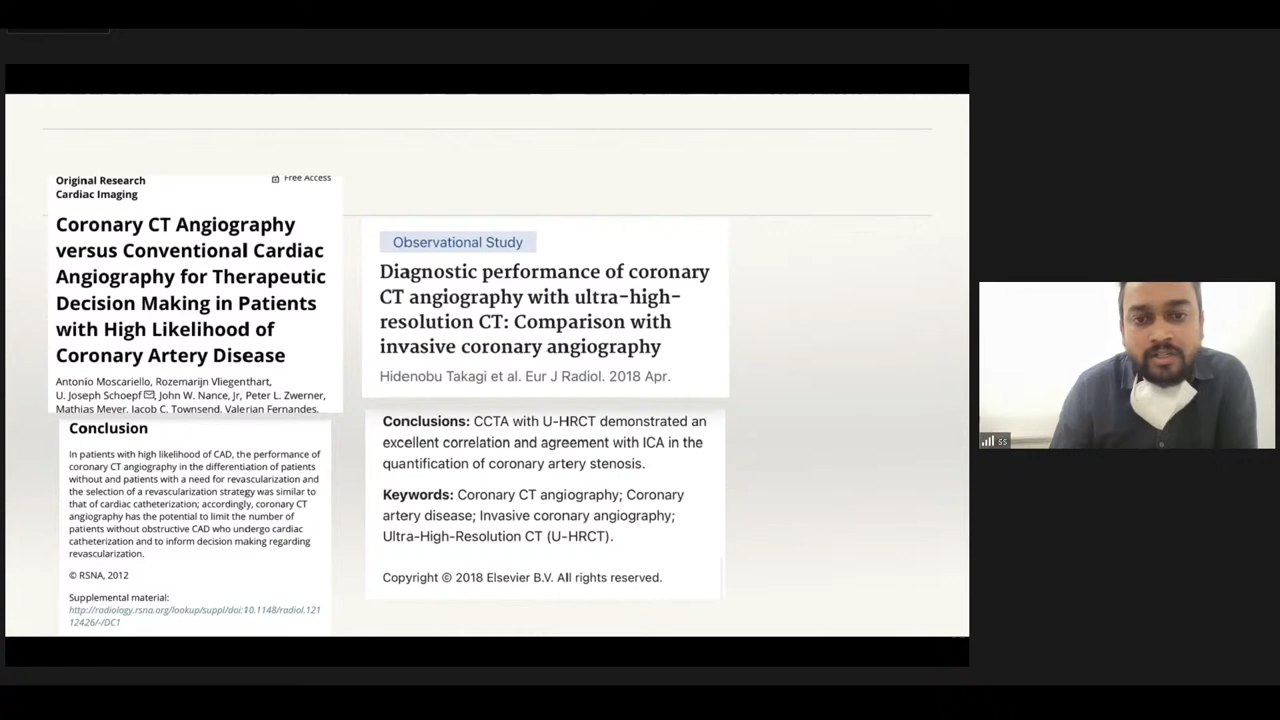 Original Research
Free Access
Cardiac Imaging
Coronary CT Angiography
versus Conventional Cardiac
Angiography for Therapeutic
Decision Making in Patients
with High Likelihood of
Coronary Artery Disease
Antonio Moscariello, Rozemarijn Vliegenthart,
U. Joseph Schoepf, John W. Nance, Jr, Peter L. Zwerner,
Mathias Meyer, Jacob C. Townsend, Valerian Fernandes,
Conclusion
In patients with high likelihood of CAD, the performance of
coronary CT angiography in the differentiation of patients
without and patients with a need for revascularization and
the selection of a revascularization strategy was similar to
that of cardiac catheterization; accordingly, coronary CT
angiography has the potential to limit the number of
patients without obstructive CAD who undergo cardiac
catheterization and to inform decision making regarding
revascularization.
© RSNA, 2012
Supplemental material:
http://radiology.rsna.org/lookup/suppl/doi:10.1148/radiol.121
12426/-/DC1
Observational Study
Diagnostic performance of coronary
CT angiography with ultra-high-
resolution CT: Comparison with
invasive coronary angiography
Hidenobu Takagi et al. Eur J Radiol. 2018 Apr.
Conclusions: CCTA with U-HRCT demonstrated an
excellent correlation and agreement with ICA in the
quantification of coronary artery stenosis.
Keywords: Coronary CT angiography; Coronary
artery disease; Invasive coronary angiography;
Ultra-High-Resolution CT (U-HRCT).
Copyright © 2018 Elsevier B.V. All rights reserved.
ss